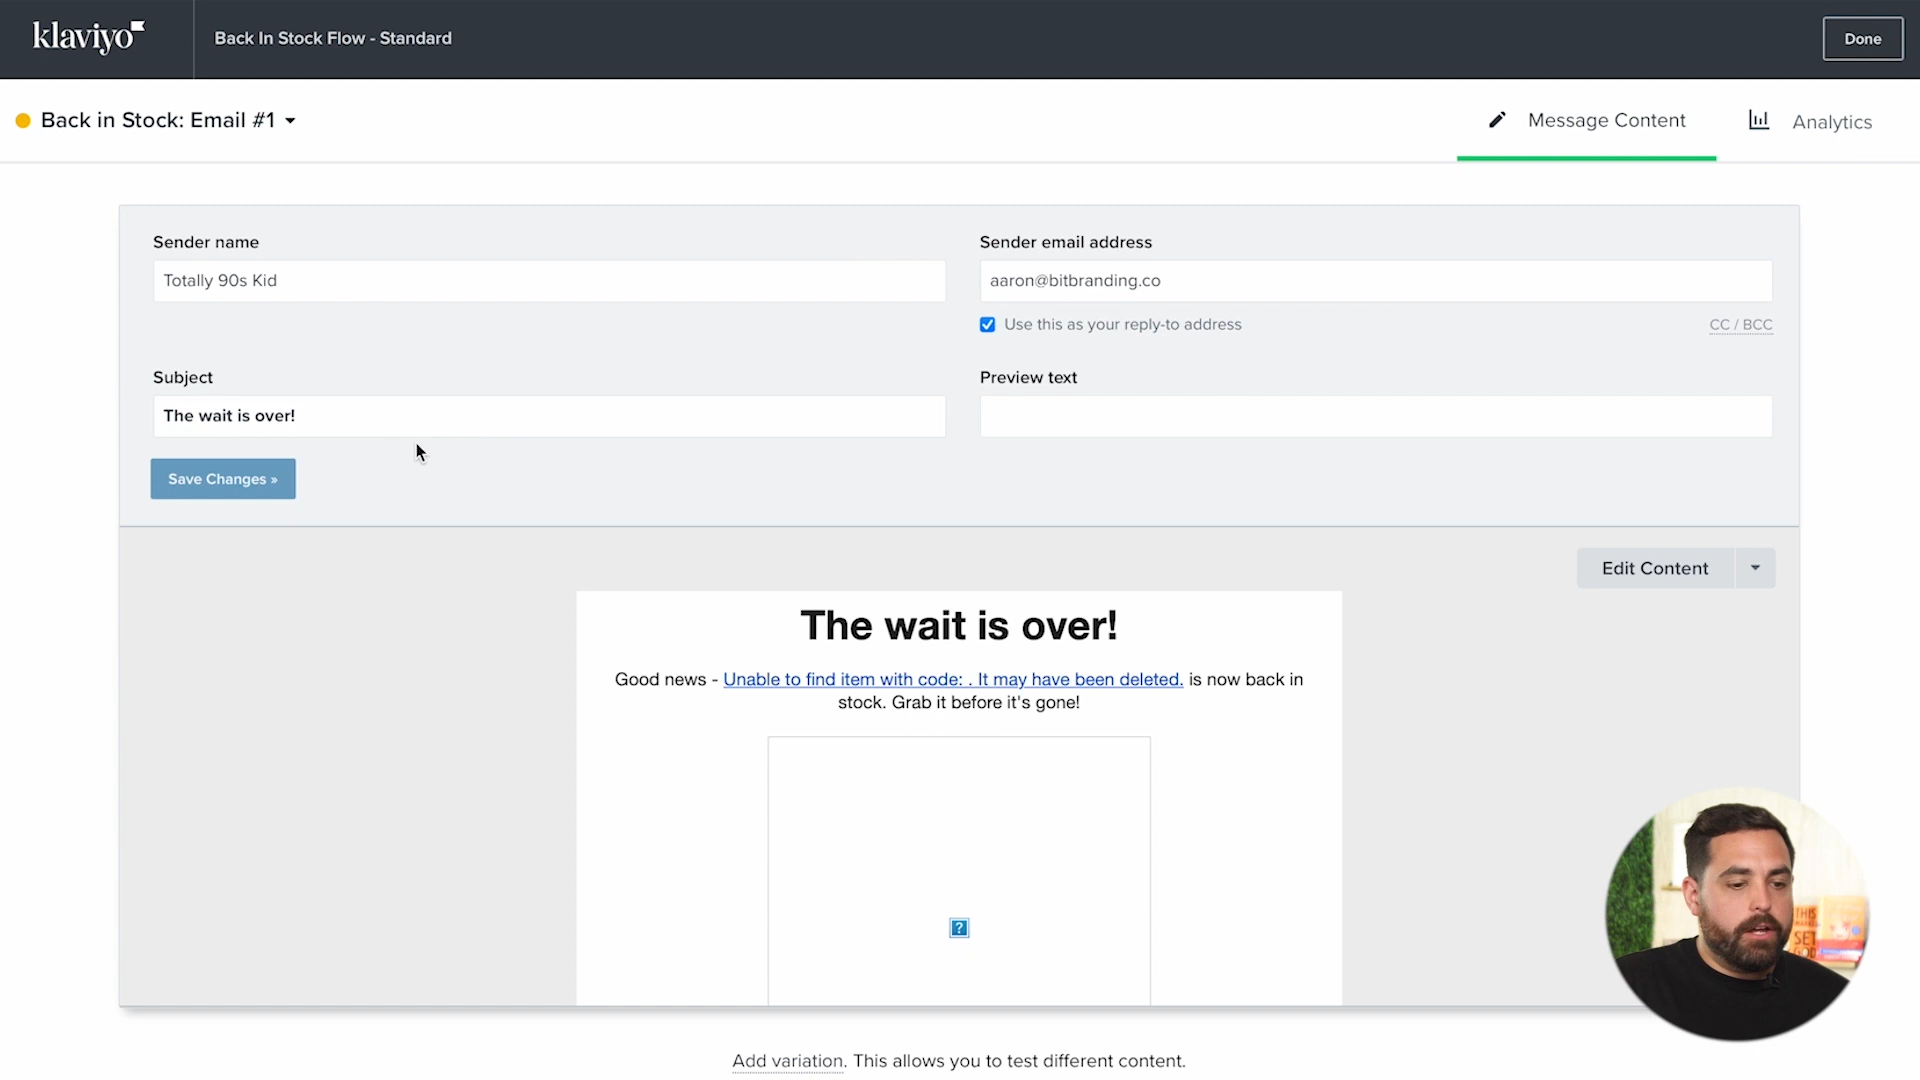 klaviyo
Back In Stock Flow - Standard
Done
Back in Stock: Email #1
Message Content
Analytics
Sender name
Sender email address
Totally 90s Kid
aaron@bitbranding.co
Use this as your reply-to address
CC / BCC
Subject
Preview text
The wait is over!
Save Changes »
Edit Content
The wait is over!
Good news - Unable to find item with code: . It may have been deleted. is now back in
stock. Grab it before it's gone!
?
THIS
SET
Add variation. This allows you to test different content.